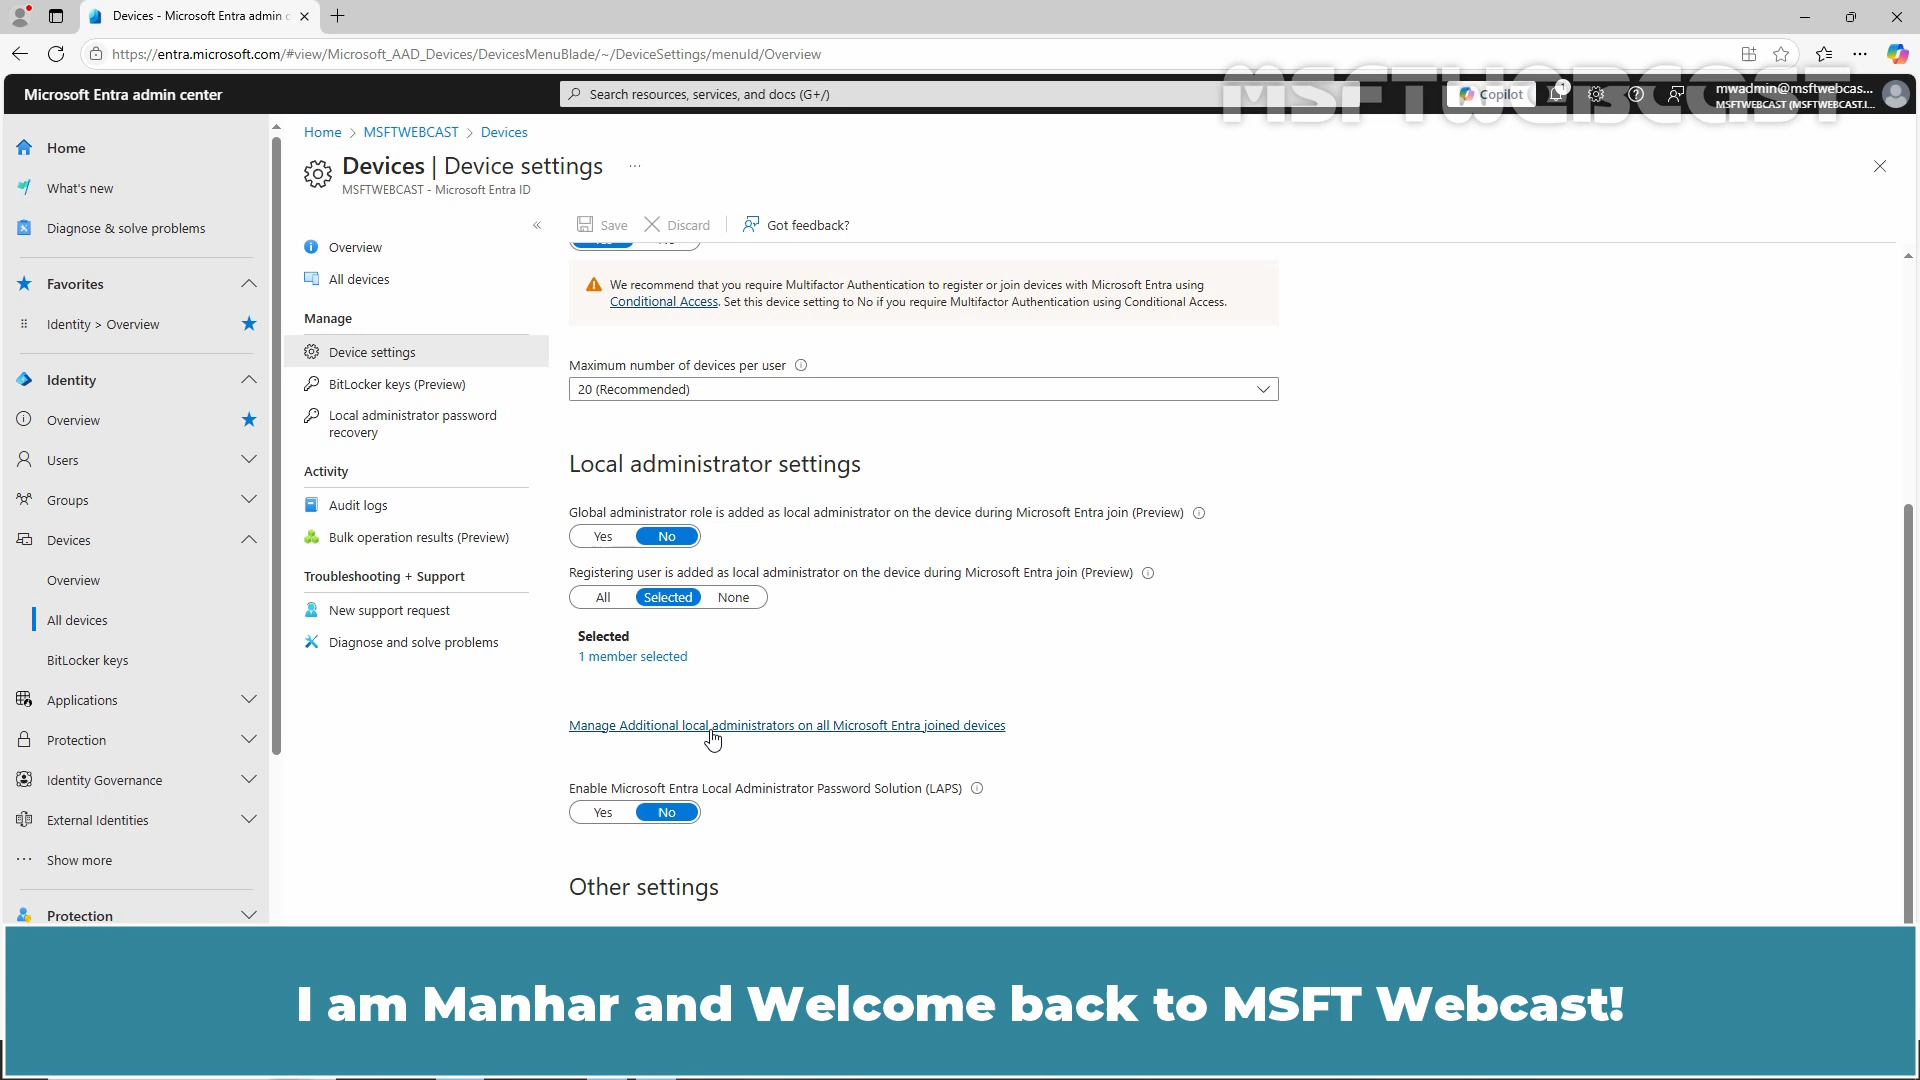 Devices - Microsoft Entra admin c
https://entra.microsoft.com/#view/Microsoft_AAD_Devices/DevicesMenuBlade/~/DeviceSettings/menuId/Overview
Microsoft Entra admin center
Search resources, services, and docs (G+/)
MSFTWEBCAST
Copilot
1
mwadmin@msftwebcas...
MSFTWEBCAST (MSFTWEBCAST.I...
Home
What's new
Diagnose & solve problems
Favorites
Identity > Overview
Identity
Overview
Users
Groups
Devices
Overview
All devices
BitLocker keys
Applications
Protection
Identity Governance
External Identities
Show more
Protection
Home > MSFTWEBCAST > Devices
Devices | Device settings ...
MSFTWEBCAST - Microsoft Entra ID
Overview
All devices
Manage
Device settings
BitLocker keys (Preview)
Local administrator password
recovery
Activity
Audit logs
Bulk operation results (Preview)
Troubleshooting + Support
New support request
Diagnose and solve problems
Save Discard Got feedback?
We recommend that you require Multifactor Authentication to register or join devices with Microsoft Entra using
Conditional Access. Set this device setting to No if you require Multifactor Authentication using Conditional Access.
Maximum number of devices per user
20 (Recommended)
Local administrator settings
Global administrator role is added as local administrator on the device during Microsoft Entra join (Preview)
Yes No
Registering user is added as local administrator on the device during Microsoft Entra join (Preview)
All Selected None
Selected
1 member selected
Manage Additional local administrators on all Microsoft Entra joined devices
Enable Microsoft Entra Local Administrator Password Solution (LAPS)
Yes No
Other settings
I am Manhar and Welcome back to MSFT Webcast!